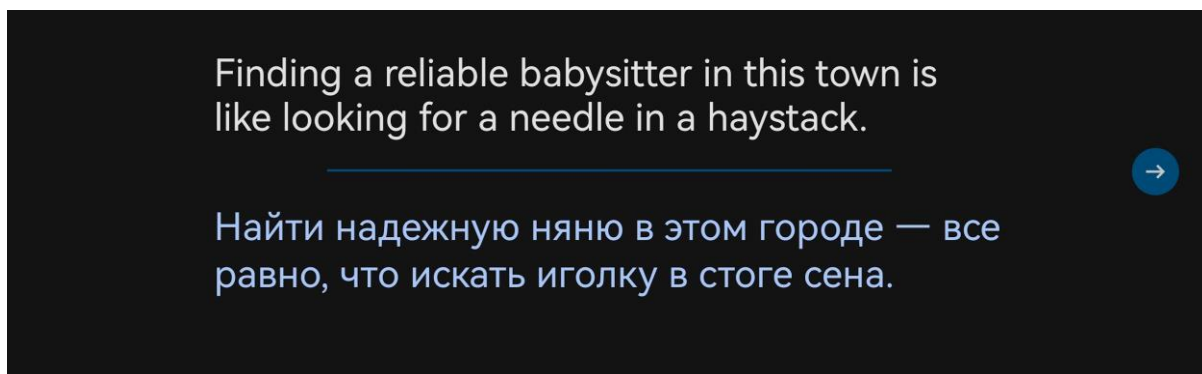 Finding a reliable babysitter in this town is
like looking for a needle in a haystack.
Найти надежную няню в этом городе — все
равно, что искать иголку в стоге сена.